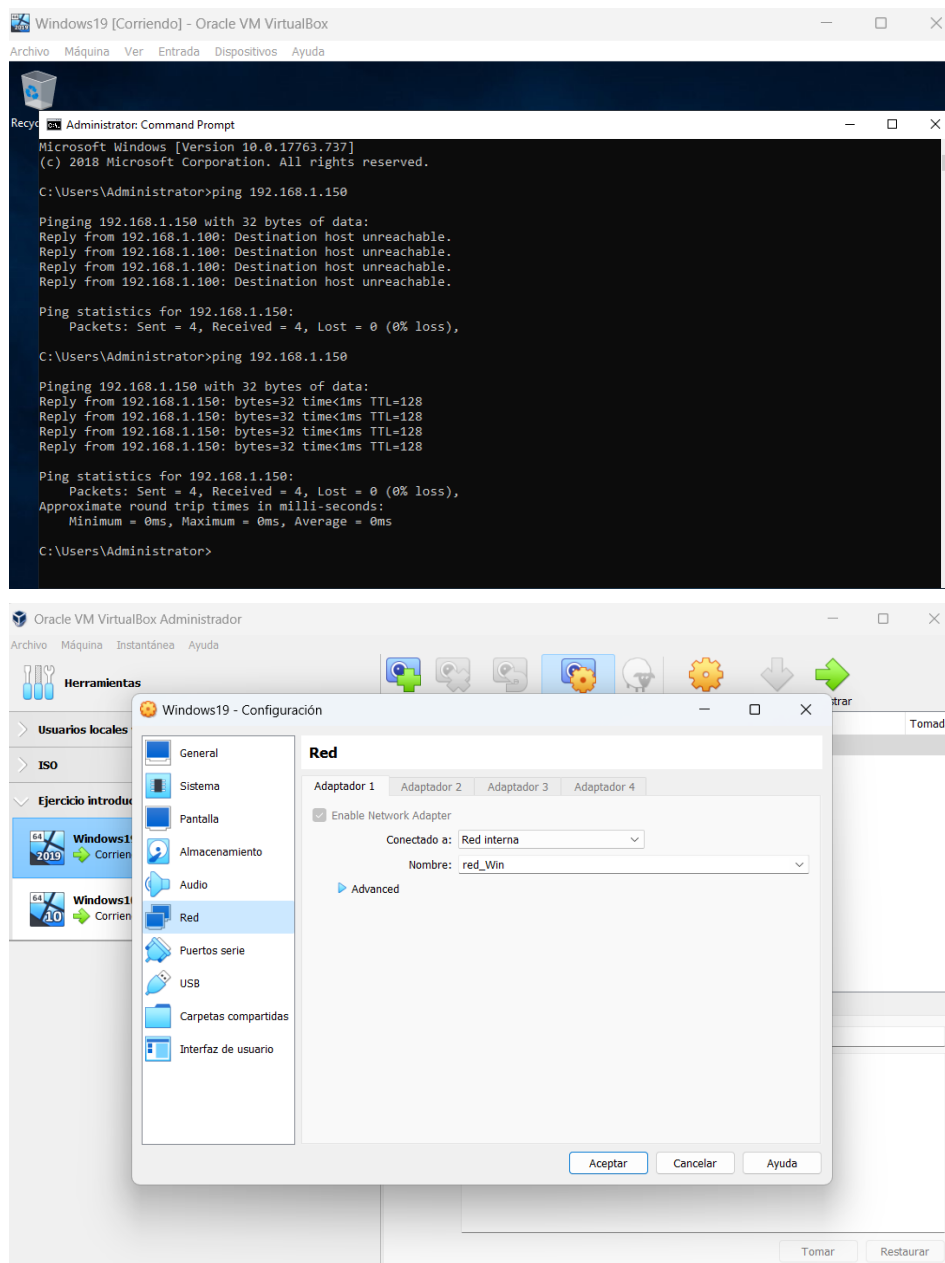 Windows19 [Corriendo] - Oracle VM VirtualBox
Archivo Máquina Ver Entrada Dispositivos Ayuda
Recyc
Administrator: Command Prompt
Microsoft Windows [Version 10.0.17763.737]
(c) 2018 Microsoft Corporation. All rights reserved.
C:\Users\Administrator>ping 192.168.1.150
Pinging 192.168.1.150 with 32 bytes of data:
Reply from 192.168.1.100: Destination host unreachable.
Reply from 192.168.1.100: Destination host unreachable.
Reply from 192.168.1.100: Destination host unreachable.
Reply from 192.168.1.100: Destination host unreachable.
Ping statistics for 192.168.1.150:
Packets: Sent = 4, Received = 4, Lost = 0 (0% loss),
C:\Users\Administrator>ping 192.168.1.150
Pinging 192.168.1.150 with 32 bytes of data:
Reply from 192.168.1.150: bytes=32 time<1ms TTL=128
Reply from 192.168.1.150: bytes=32 time<1ms TTL=128
Reply from 192.168.1.150: bytes=32 time<1ms TTL=128
Reply from 192.168.1.150: bytes=32 time<1ms TTL=128
Ping statistics for 192.168.1.150:
Packets: Sent = 4, Received = 4, Lost = 0 (0% loss),
Approximate round trip times in milli-seconds:
Minimum = 0ms, Maximum = 0ms, Average = 0ms
C:\Users\Administrator>
Oracle VM VirtualBox Administrador
Archivo Máquina Instantánea Ayuda
Herramientas
trar
Tomad
Usuarios locales
ISO
Ejercicio introduc
64 2019 Windows19
Corrien
64 10 Windows1
Corrien
Windows19 - Configuración
General
Sistema
Pantalla
Almacenamiento
Audio
Red
Puertos serie
USB
Carpetas compartidas
Interfaz de usuario
Red
Adaptador 1 Adaptador 2 Adaptador 3 Adaptador 4
Enable Network Adapter
Conectado a: Red interna
Nombre: red_Win
Advanced
Aceptar Cancelar Ayuda
Tomar Restaurar